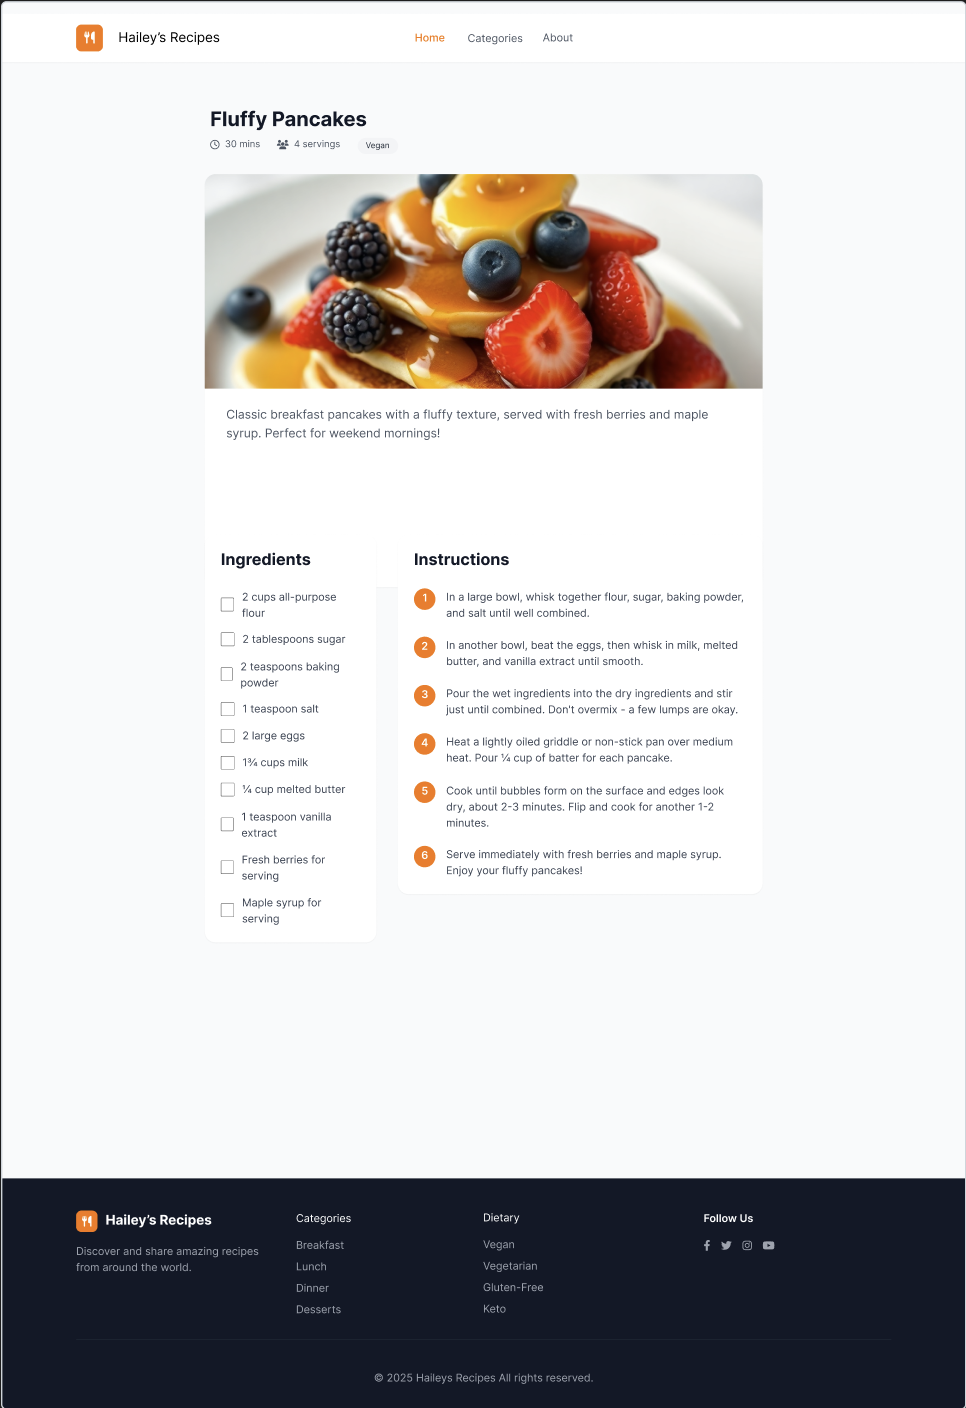 Hailey's Recipes
Home
Categories
About
Fluffy Pancakes
30 mins
4 servings
Vegan
Classic breakfast pancakes with a fluffy texture, served with fresh berries and maple
syrup. Perfect for weekend mornings!
Ingredients
2 cups all-purpose
flour
2 tablespoons sugar
2 teaspoons baking
powder
1 teaspoon salt
2 large eggs
1¾ cups milk
¼ cup melted butter
1 teaspoon vanilla
extract
Fresh berries for
serving
Maple syrup for
serving
Instructions
1 In a large bowl, whisk together flour, sugar, baking powder,
and salt until well combined.
2 In another bowl, beat the eggs, then whisk in milk, melted
butter, and vanilla extract until smooth.
3 Pour the wet ingredients into the dry ingredients and stir
just until combined. Don't overmix - a few lumps are okay.
4 Heat a lightly oiled griddle or non-stick pan over medium
heat. Pour ¼ cup of batter for each pancake.
5 Cook until bubbles form on the surface and edges look
dry, about 2-3 minutes. Flip and cook for another 1-2
minutes.
6 Serve immediately with fresh berries and maple syrup.
Enjoy your fluffy pancakes!
Hailey's Recipes
Discover and share amazing recipes
from around the world.
Categories
Breakfast
Lunch
Dinner
Desserts
Dietary
Vegan
Vegetarian
Gluten-Free
Keto
Follow Us
© 2025 Haileys Recipes All rights reserved.